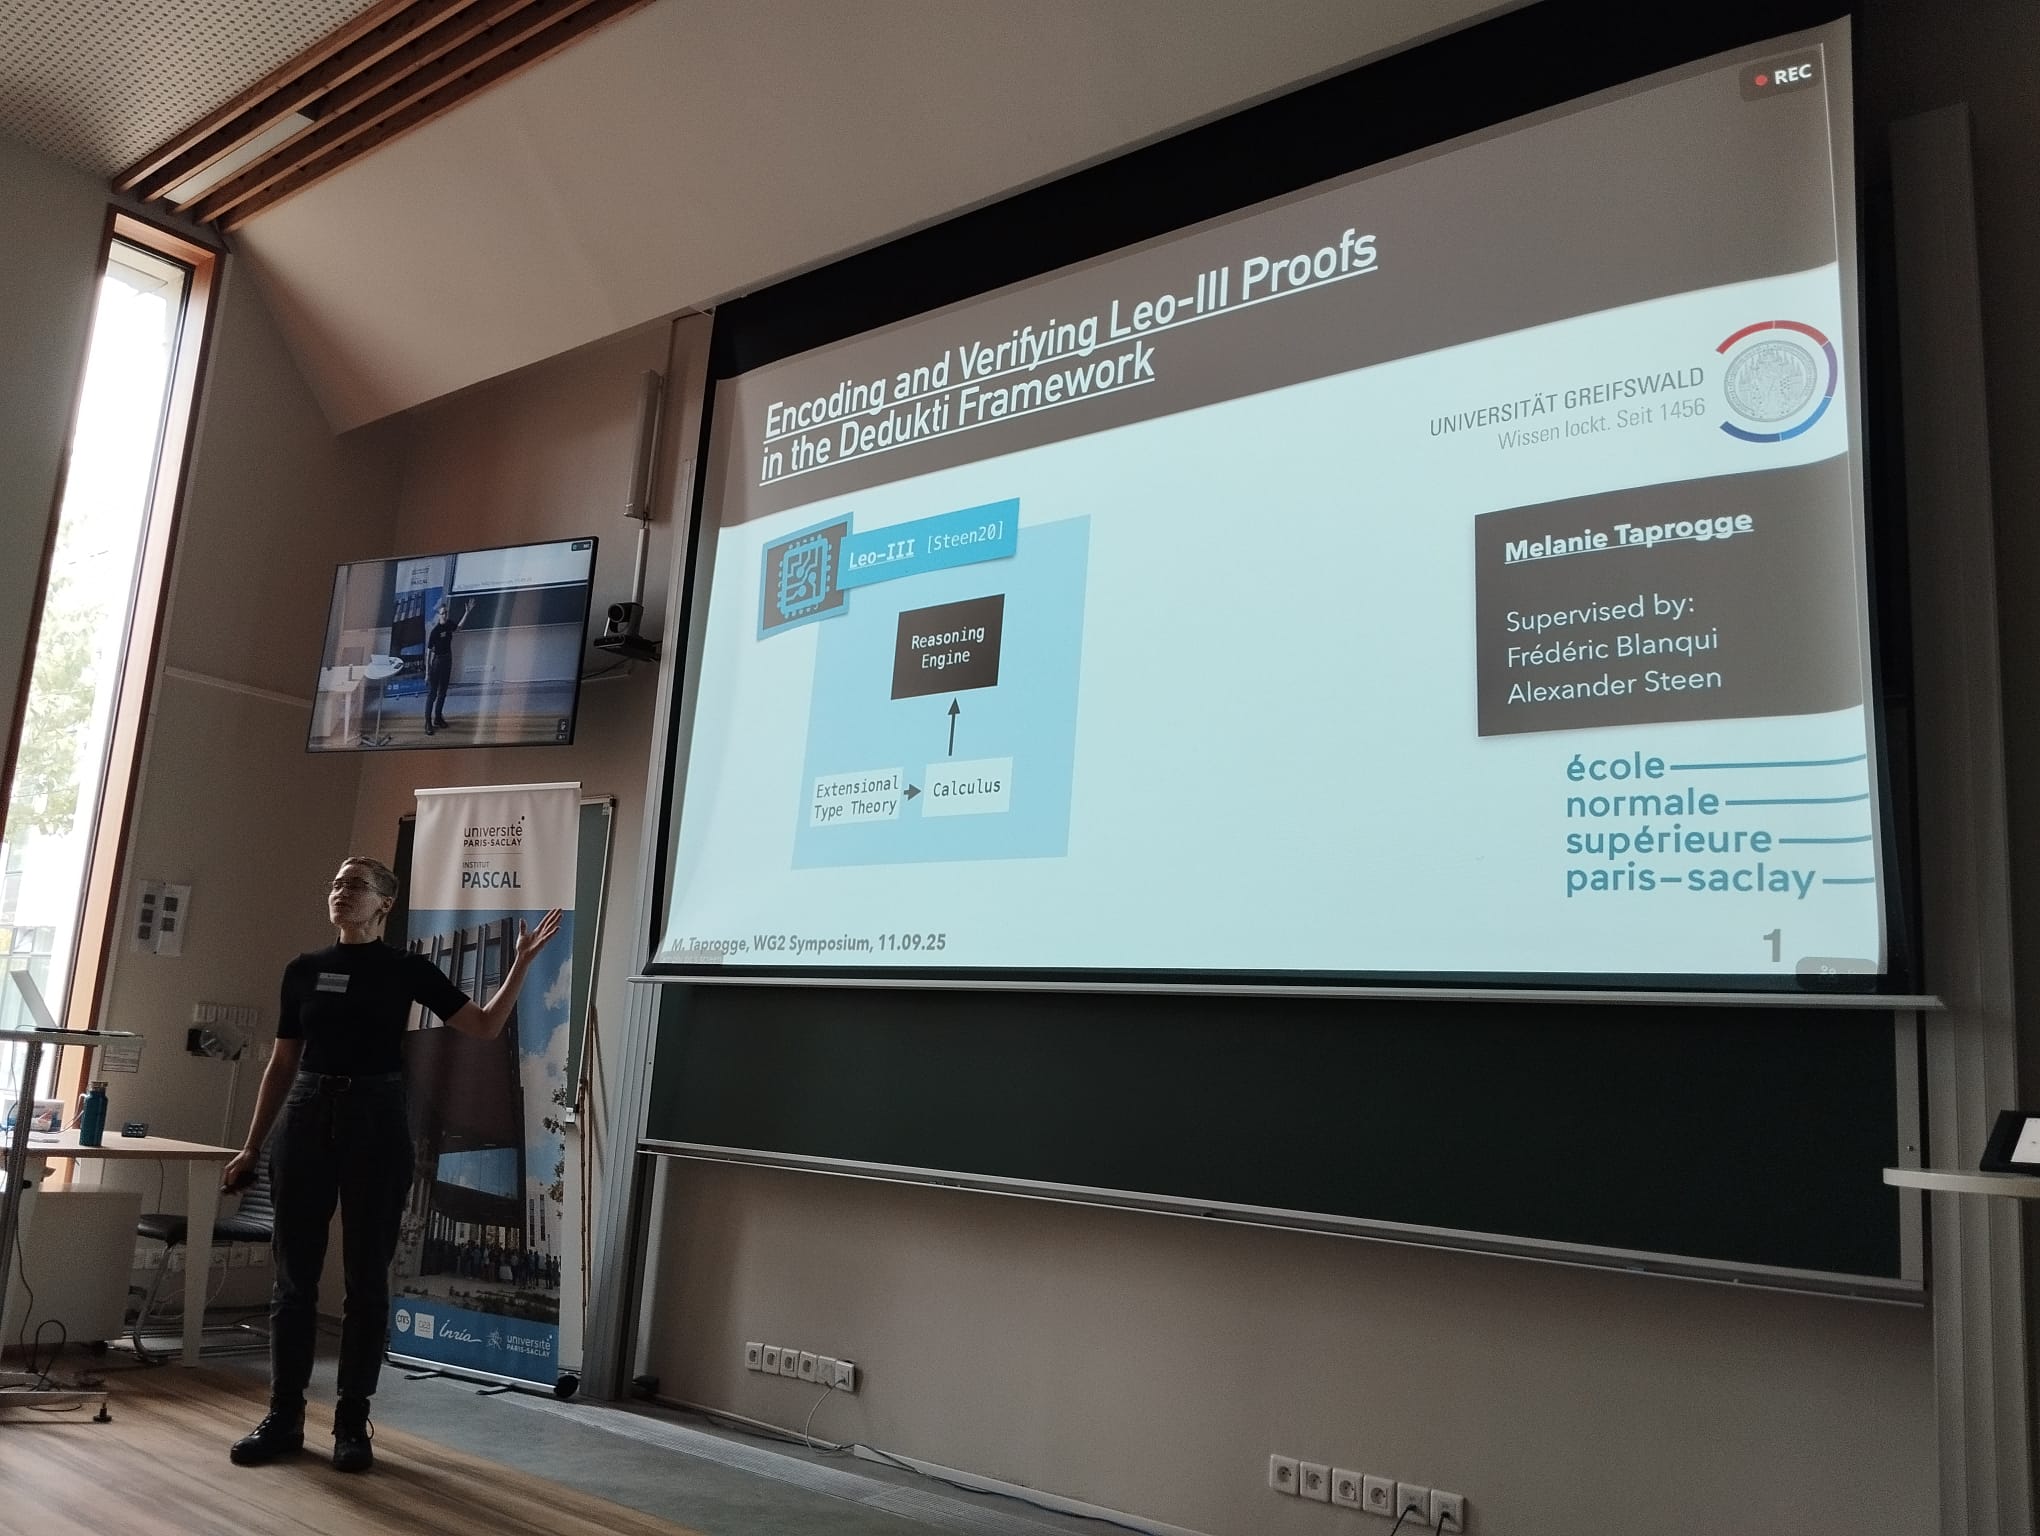 REC
Encoding and Verifying Leo-III Proofs
in the Dedukti Framework
UNIVERSITÄT GREIFSWALD
Wissen lockt. Seit 1456
Leo-III [Steen20]
Reasoning
Engine
Extensional
Type Theory
Calculus
Melanie Taprogge
Supervised by:
Frédéric Blanqui
Alexander Steen
école
normale
supérieure
paris-saclay
M. Taprogge, WG2 Symposium, 11.09.25
1
PASCAL
université
PARIS-SACLAY
INSTITUT
PASCAL
cnrs
cea
Inria
université
PARIS-SACLAY